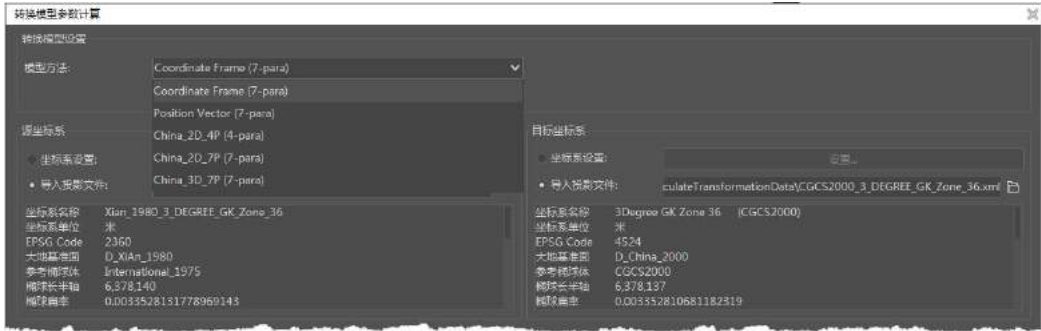 转换模型参数计算
转换模型设置
模型方法:
Coordinate Frame (7-para)
Coordinate Frame (7-para)
Position Vector (7-para)
China_2D_4P (4-para)
China_2D_7P (7-para)
China_3D_7P (7-para)
源坐标系
坐标系设置:
导入投影文件:
坐标系名称 Xian_1980_3_DEGREE_GK_Zone_36
坐标系单位 米
EPSG Code 2360
大地基准面 D_XiAn_1980
参考椭球体 International_1975
椭球长半轴 6,378,140
椭球扁率 0.0033528131778969143
目标坐标系
坐标系设置: 设置...
导入投影文件: culateTransformationData\CGCS2000_3_DEGREE_GK_Zone_36.xml
坐标系名称 3Degree GK Zone 36 (CGCS2000)
坐标系单位 米
EPSG Code 4524
大地基准面 D_China_2000
参考椭球体 CGCS2000
椭球长半轴 6,378,137
椭球扁率 0.003352810681182319